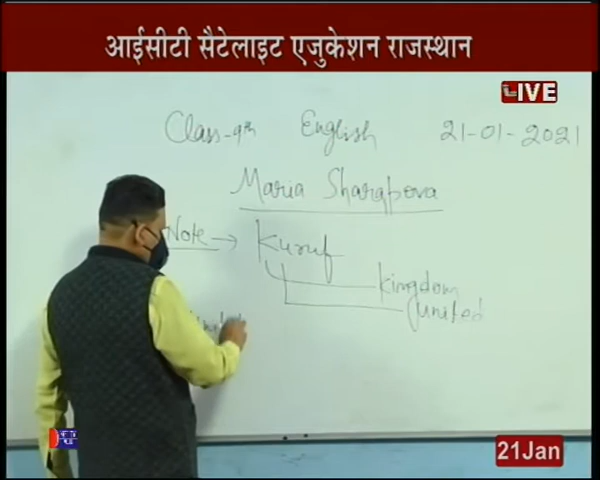 आईसीटी सैटेलाइट एजुकेशन राजस्थान
LIVE
Class-9th English 21-01-2021
Maria Sharapova
Note → Kuruf
Kingdom
United
21Jan